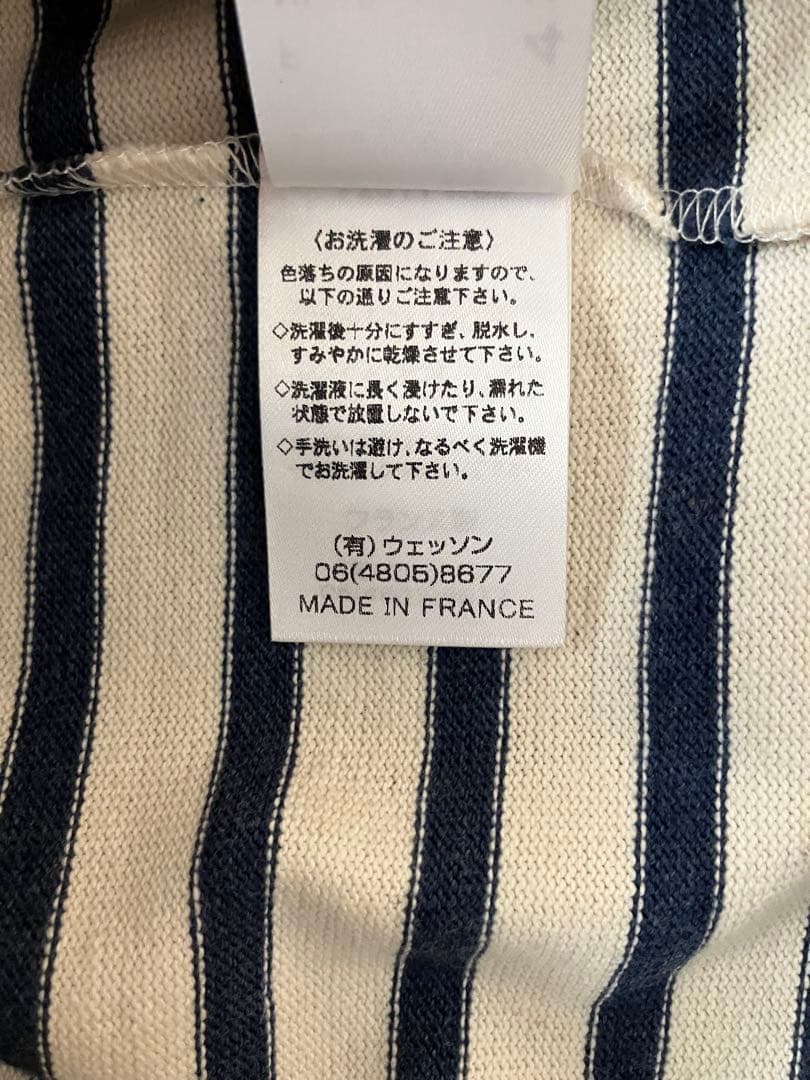 〈お洗濯のご注意〉
色落ちの原因になりますので、
以下の通りご注意下さい。
◇洗濯後十分にすすぎ、脱水し、
すみやかに乾燥させて下さい。
◇洗濯液に長く浸けたり、濡れた
状態で放置しないで下さい。
◇手洗いは避け、なるべく洗濯機
でお洗濯して下さい。
(有)ウェッソン
06(4805)8677
MADE IN FRANCE